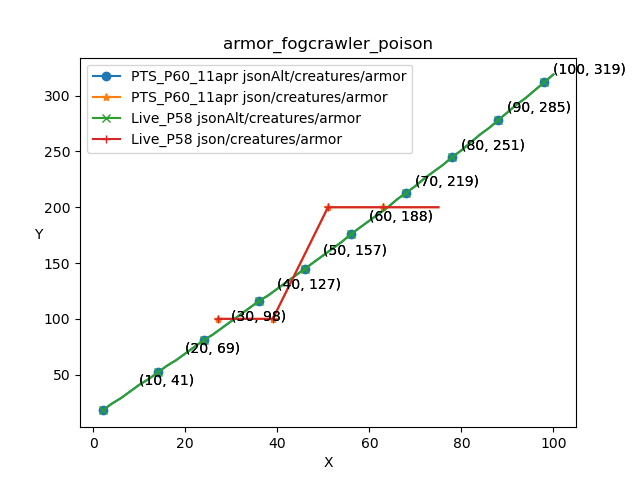 armor_fogcrawler_poison
PTS_P60_11apr jsonAlt/creatures/armor
PTS_P60_11apr json/creatures/armor
Live_P58 jsonAlt/creatures/armor
Live_P58 json/creatures/armor
(100, 319)
(90, 285)
(80, 251)
(70, 219)
(60, 188)
(50, 157)
(40, 127)
(30, 98)
(20, 69)
(10, 41)
300
250
200
150
100
50
Y
0 20 40 60 80 100
X